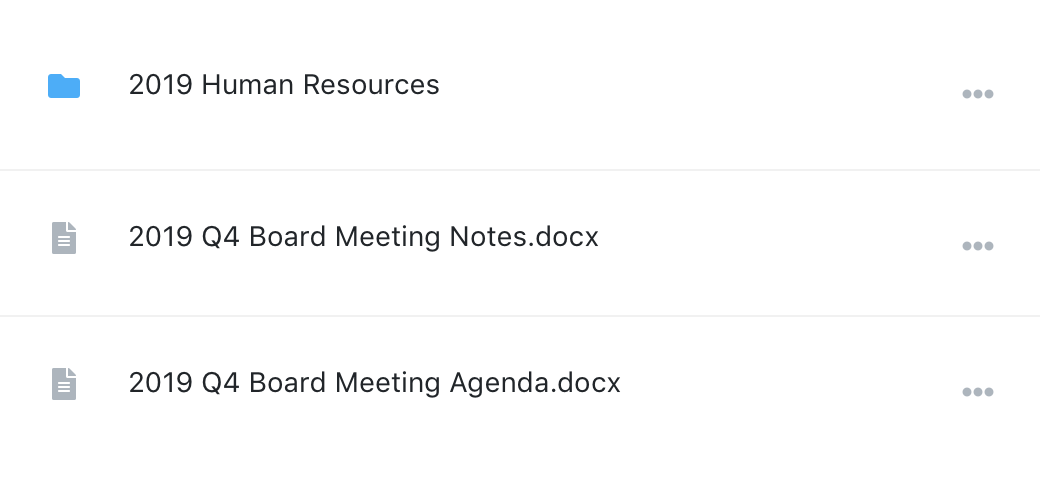 2019 Human Resources
2019 Q4 Board Meeting Notes.docx
2019 Q4 Board Meeting Agenda.docx